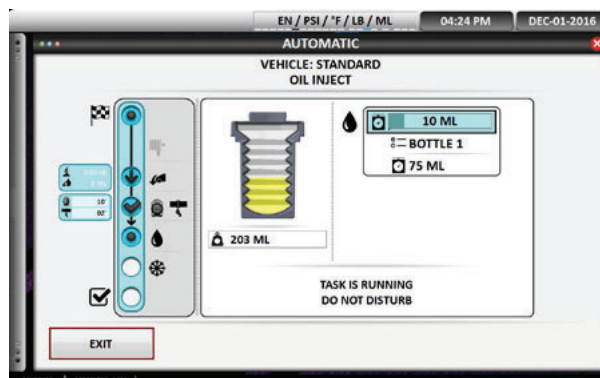 EN / PSI / °F / LB / ML
04:24 PM
DEC-01-2016
AUTOMATIC
VEHICLE: STANDARD
OIL INJECT
10 ML
BOTTLE 1
75 ML
10'
02'
203 ML
TASK IS RUNNING
DO NOT DISTURB
EXIT